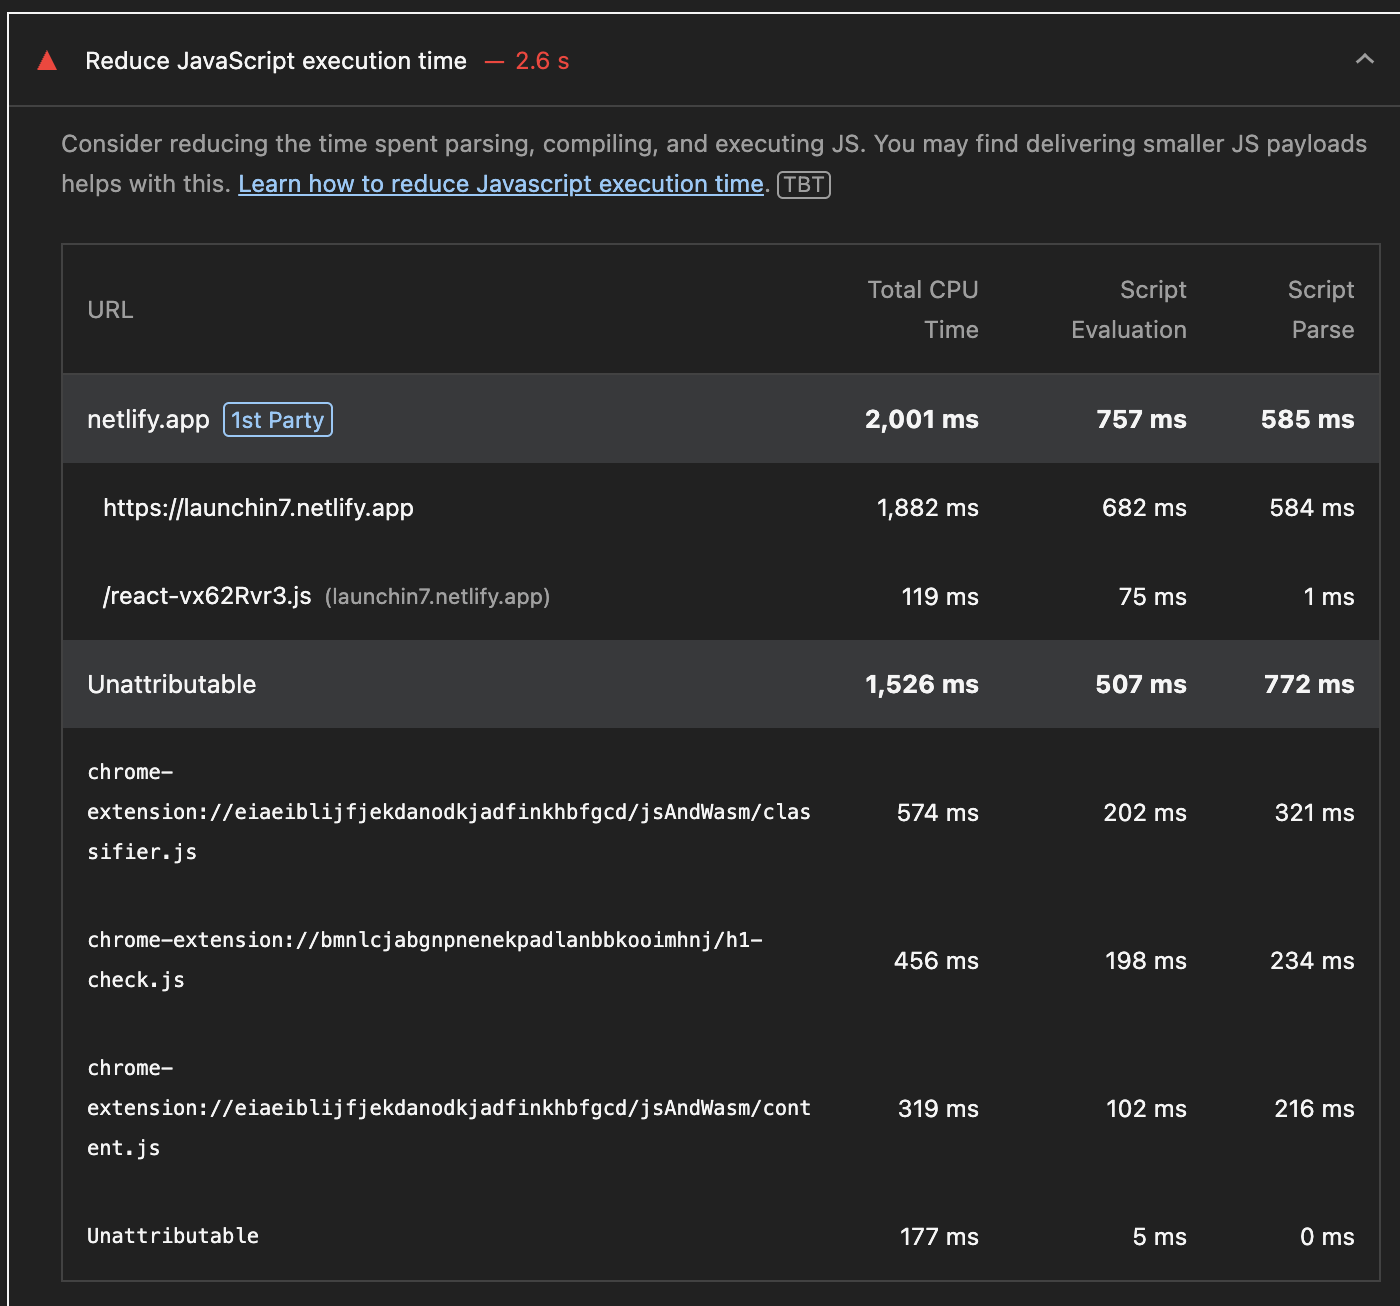 Reduce JavaScript execution time — 2.6 s
Consider reducing the time spent parsing, compiling, and executing JS. You may find delivering smaller JS payloads
helps with this. Learn how to reduce Javascript execution time. TBT
URL
Total CPU
Time
Script
Evaluation
Script
Parse
netlify.app 1st Party 2,001 ms 757 ms 585 ms
https://launchin7.netlify.app 1,882 ms 682 ms 584 ms
/react-vx62Rvr3.js (launchin7.netlify.app) 119 ms 75 ms 1 ms
Unattributable 1,526 ms 507 ms 772 ms
chrome-
extension://eiaeiblijfjekdanodkjadfinkhbfgcd/jsAndWasm/clas
sifier.js
574 ms 202 ms 321 ms
chrome-extension://bmnlcjabgnpnenekpadlanbbkooimhnj/h1-
check.js
456 ms 198 ms 234 ms
chrome-
extension://eiaeiblijfjekdanodkjadfinkhbfgcd/jsAndWasm/cont
ent.js
319 ms 102 ms 216 ms
Unattributable 177 ms 5 ms 0 ms